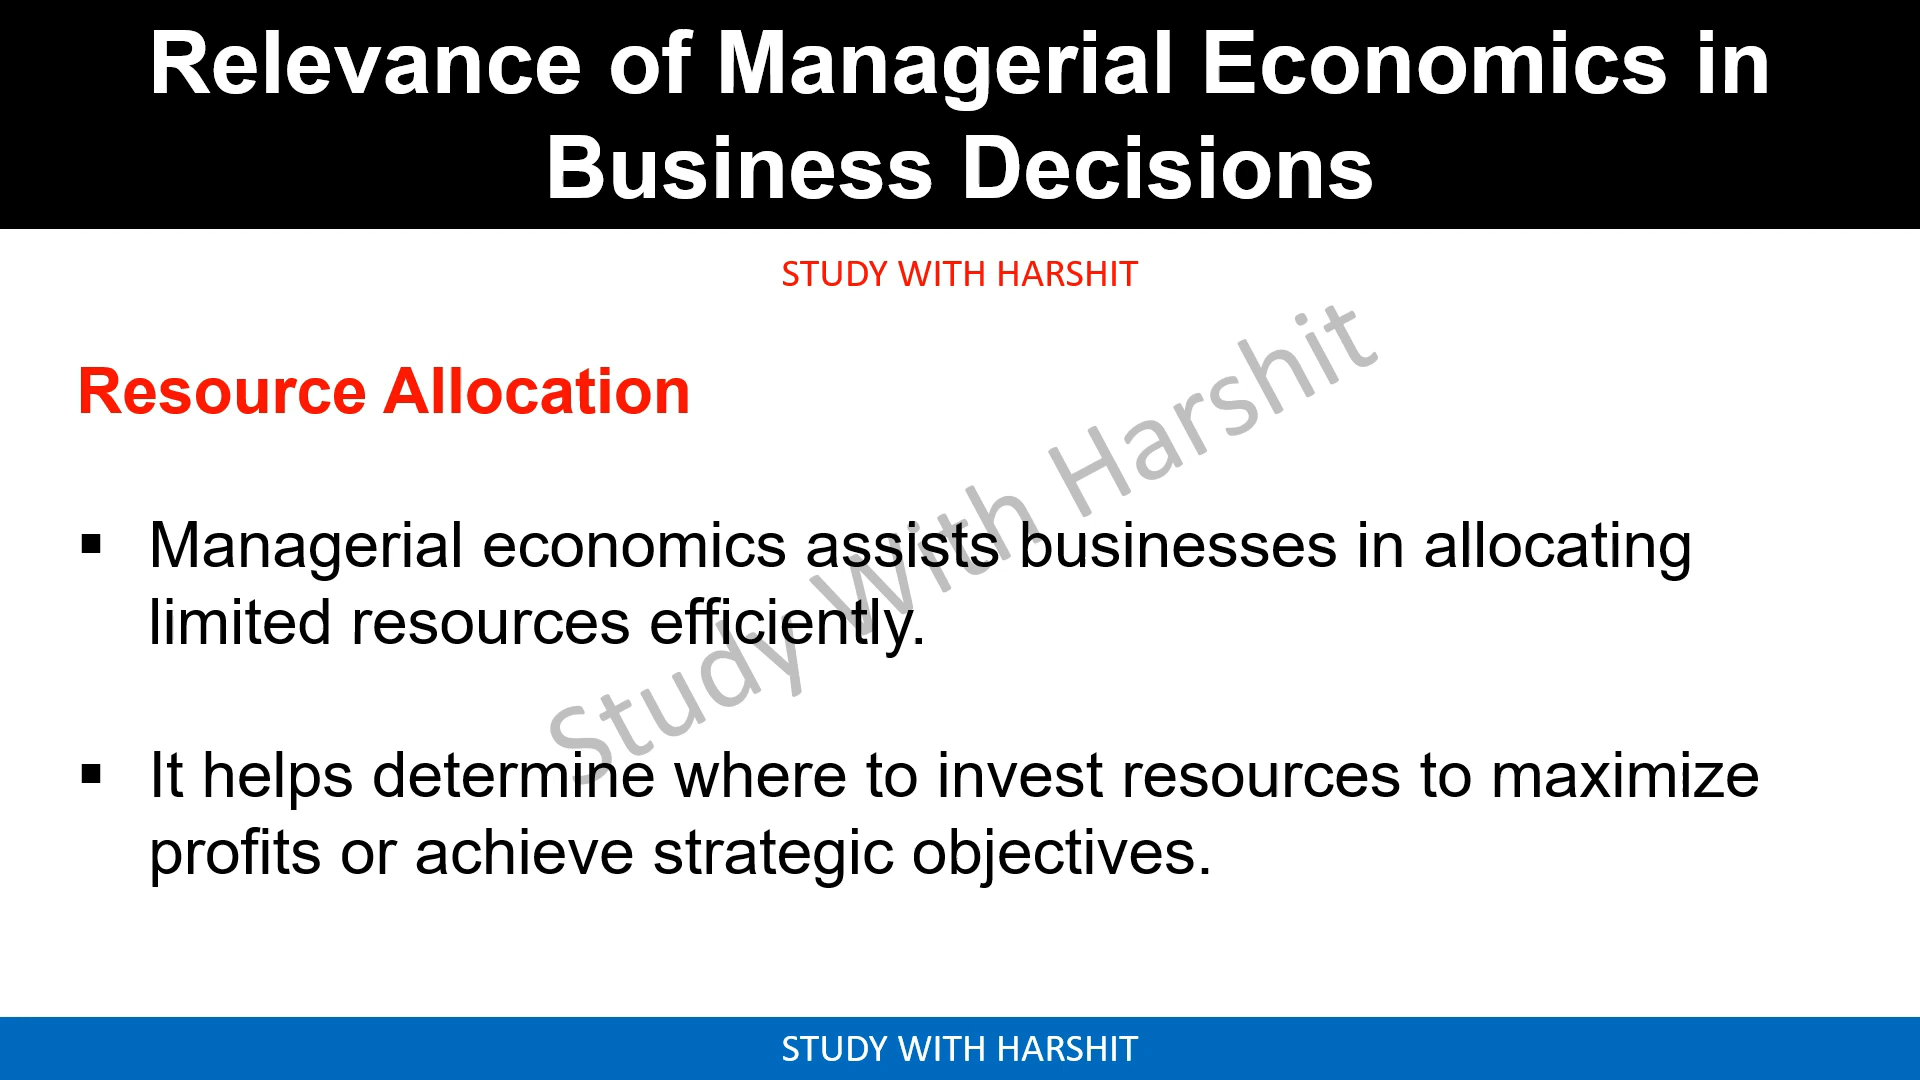 Relevance of Managerial Economics in
Business Decisions
STUDY WITH HARSHIT
Resource Allocation
▪ Managerial economics assists businesses in allocating
limited resources efficiently.
▪ It helps determine where to invest resources to maximize
profits or achieve strategic objectives.
Study With Harshit
STUDY WITH HARSHIT